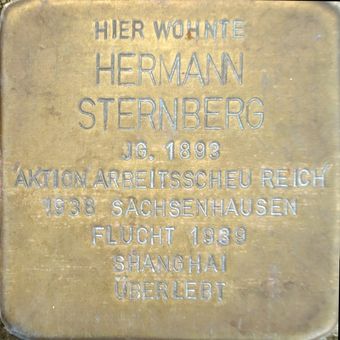 HIER WOHNTE
HERMANN
STERNBERG
JG. 1893
'AKTION ARBEITSSCHEU REICH'
1938 SACHSENHAUSEN
FLUCHT 1939
SHANGHAI
ÜBERLEBT